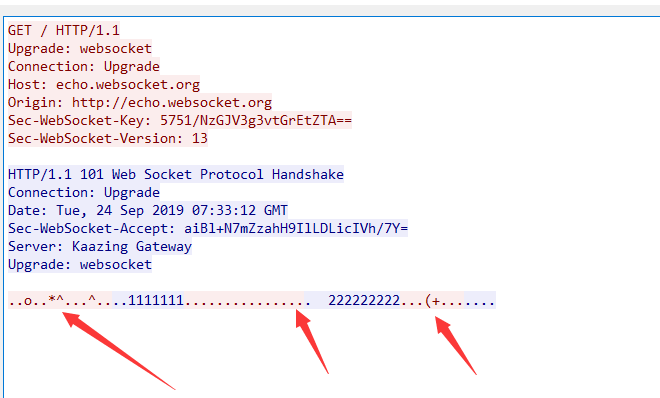 GET / HTTP/1.1
Upgrade: websocket
Connection: Upgrade
Host: echo.websocket.org
Origin: http://echo.websocket.org
Sec-WebSocket-Key: 5751/NzGJV3g3vtGrEtZTA==
Sec-WebSocket-Version: 13
HTTP/1.1 101 Web Socket Protocol Handshake
Connection: Upgrade
Date: Tue, 24 Sep 2019 07:33:12 GMT
Sec-WebSocket-Accept: aiBl+N7mZzahH9IlLDLicIVh/7Y=
Server: Kaazing Gateway
Upgrade: websocket
..o..*^...^....1111111................  222222222...(+.......